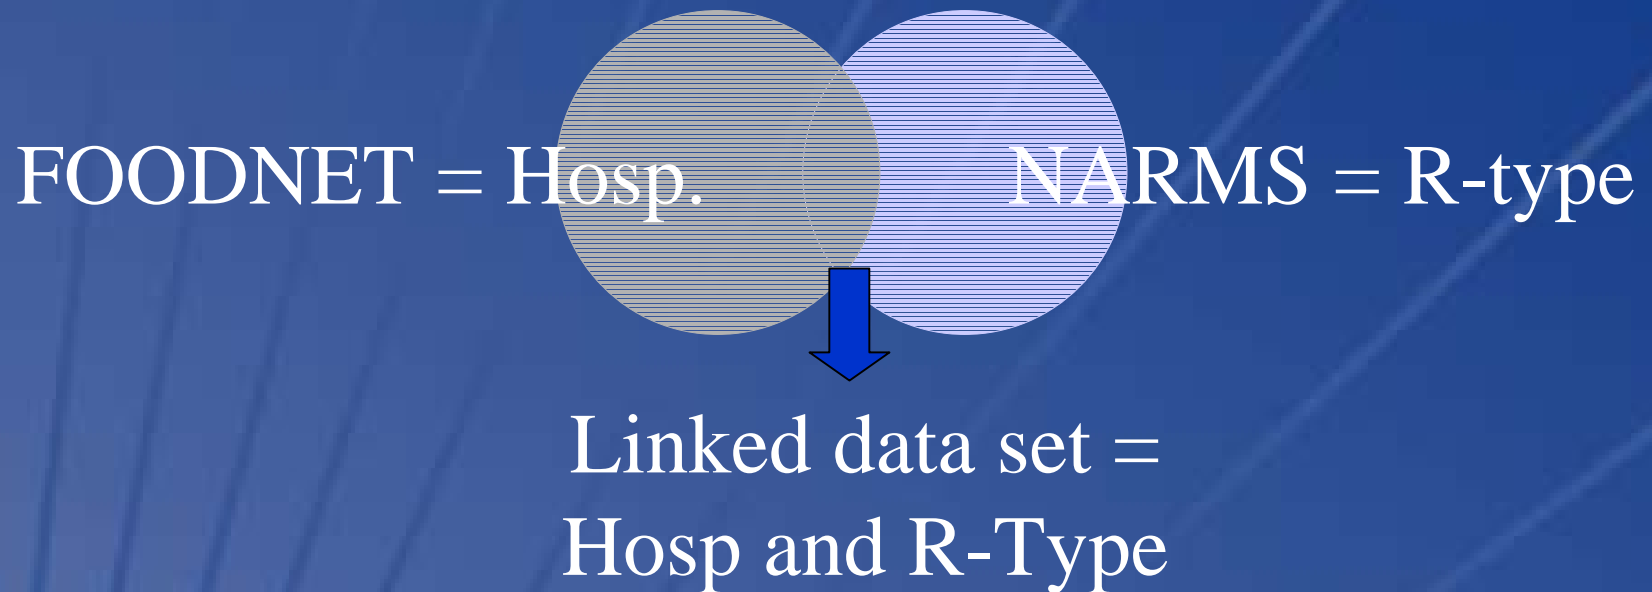 FOODNET = Hosp.
NARMS = R-type
Linked data set =
Hosp and R-Type